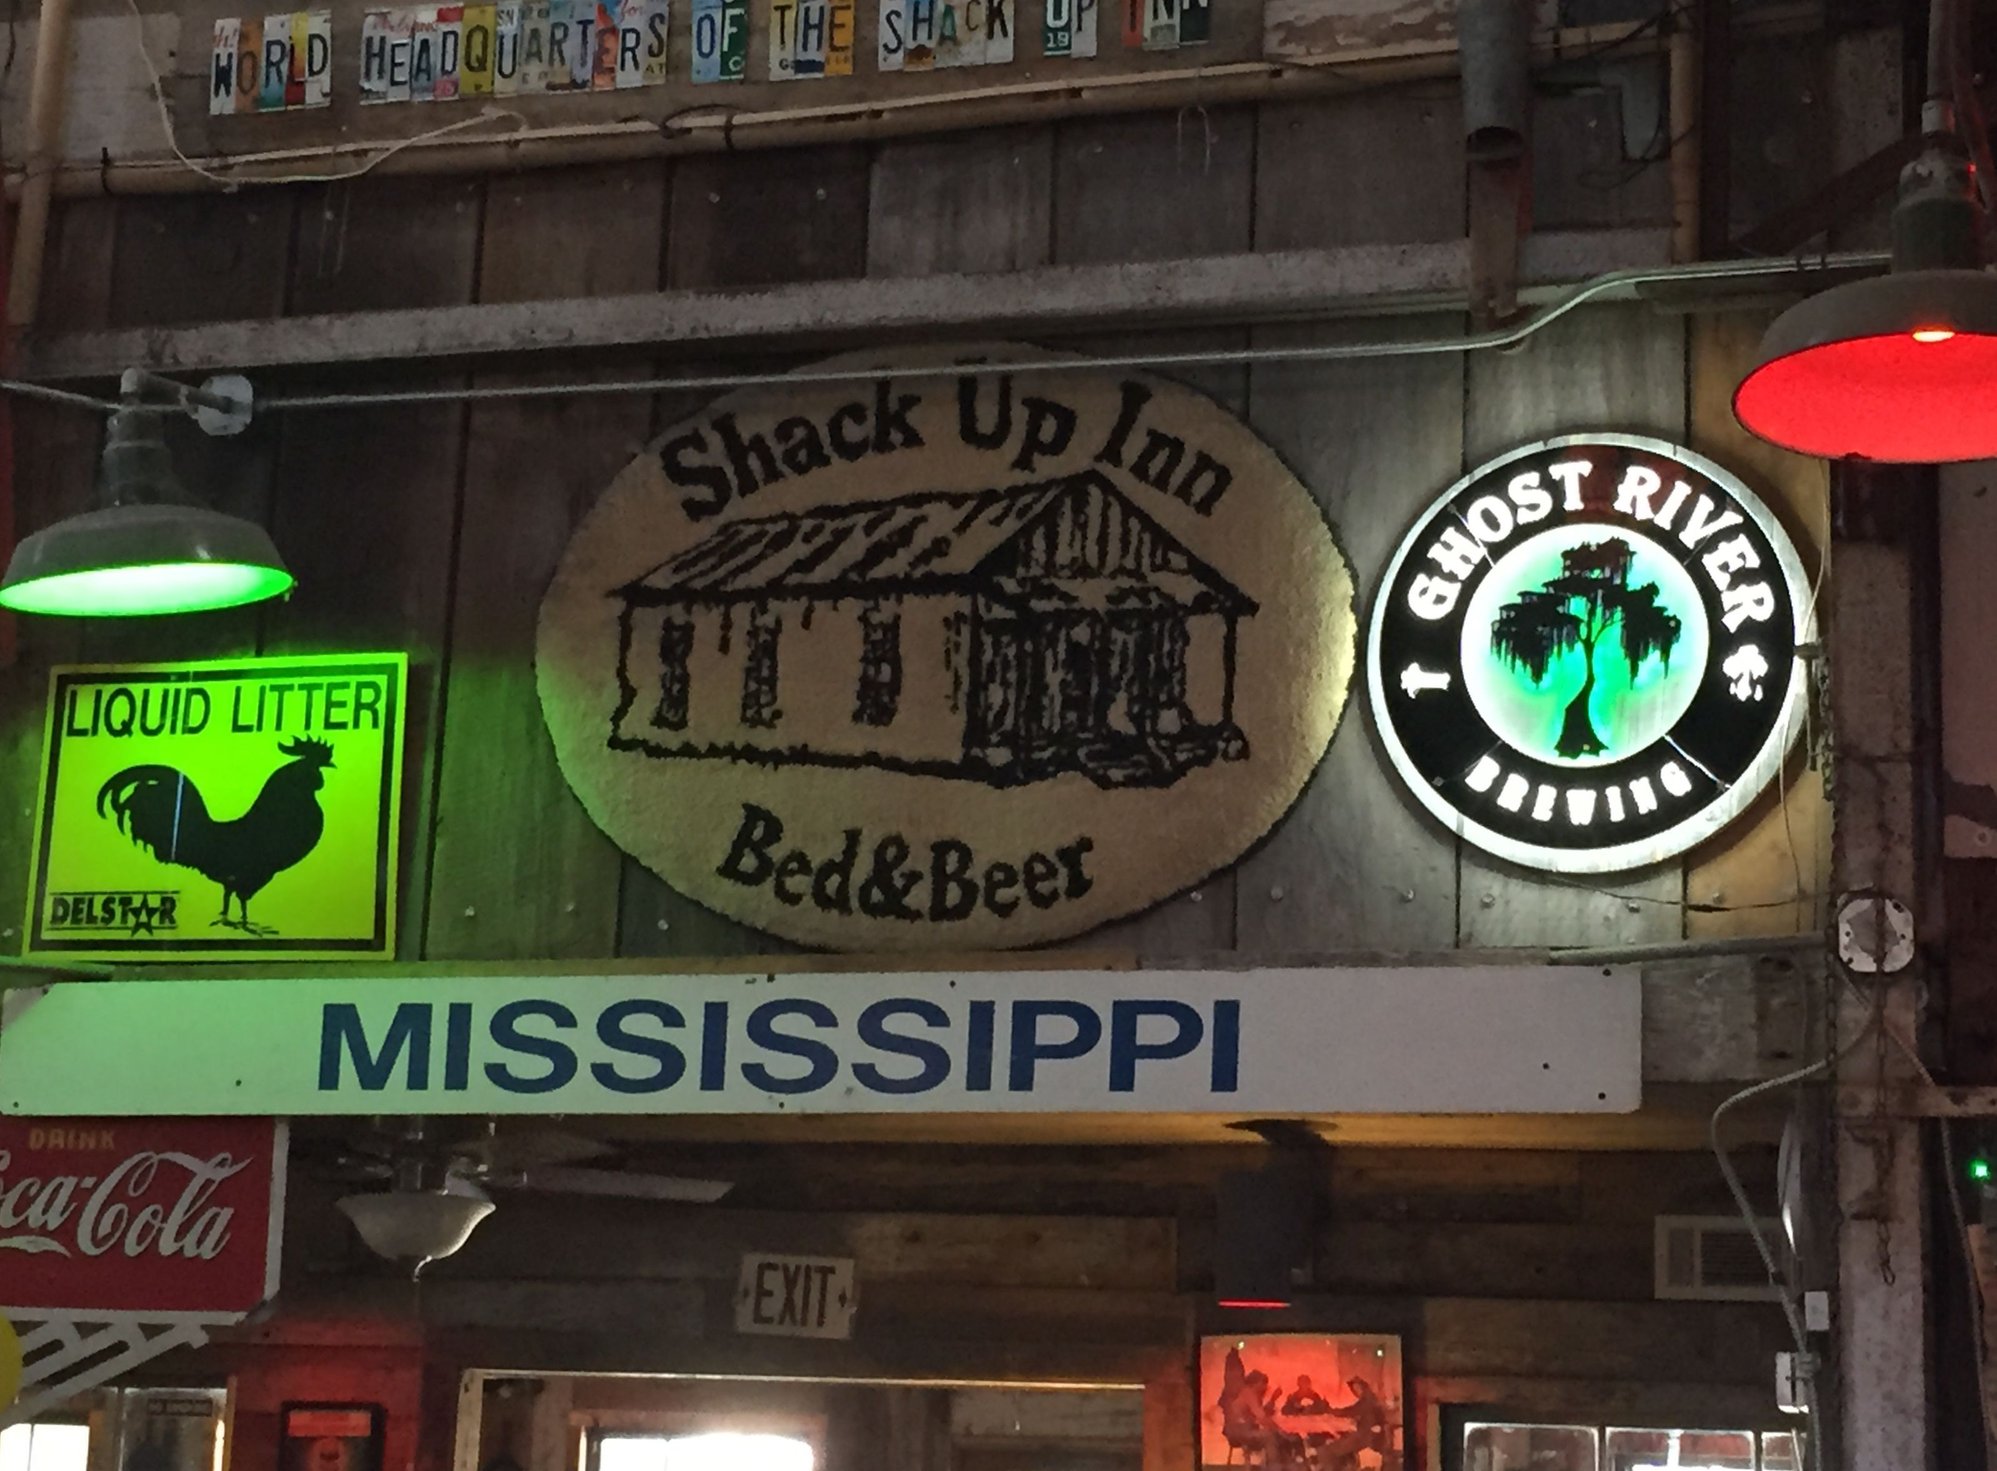 WORLD HEADQUARTERS OF THE SHACK UP INN
Shack Up Inn
Bed&Beer
GHOST RIVER
BREWING
LIQUID LITTER
DELSTAR
MISSISSIPPI
DRINK
Coca-Cola
EXIT